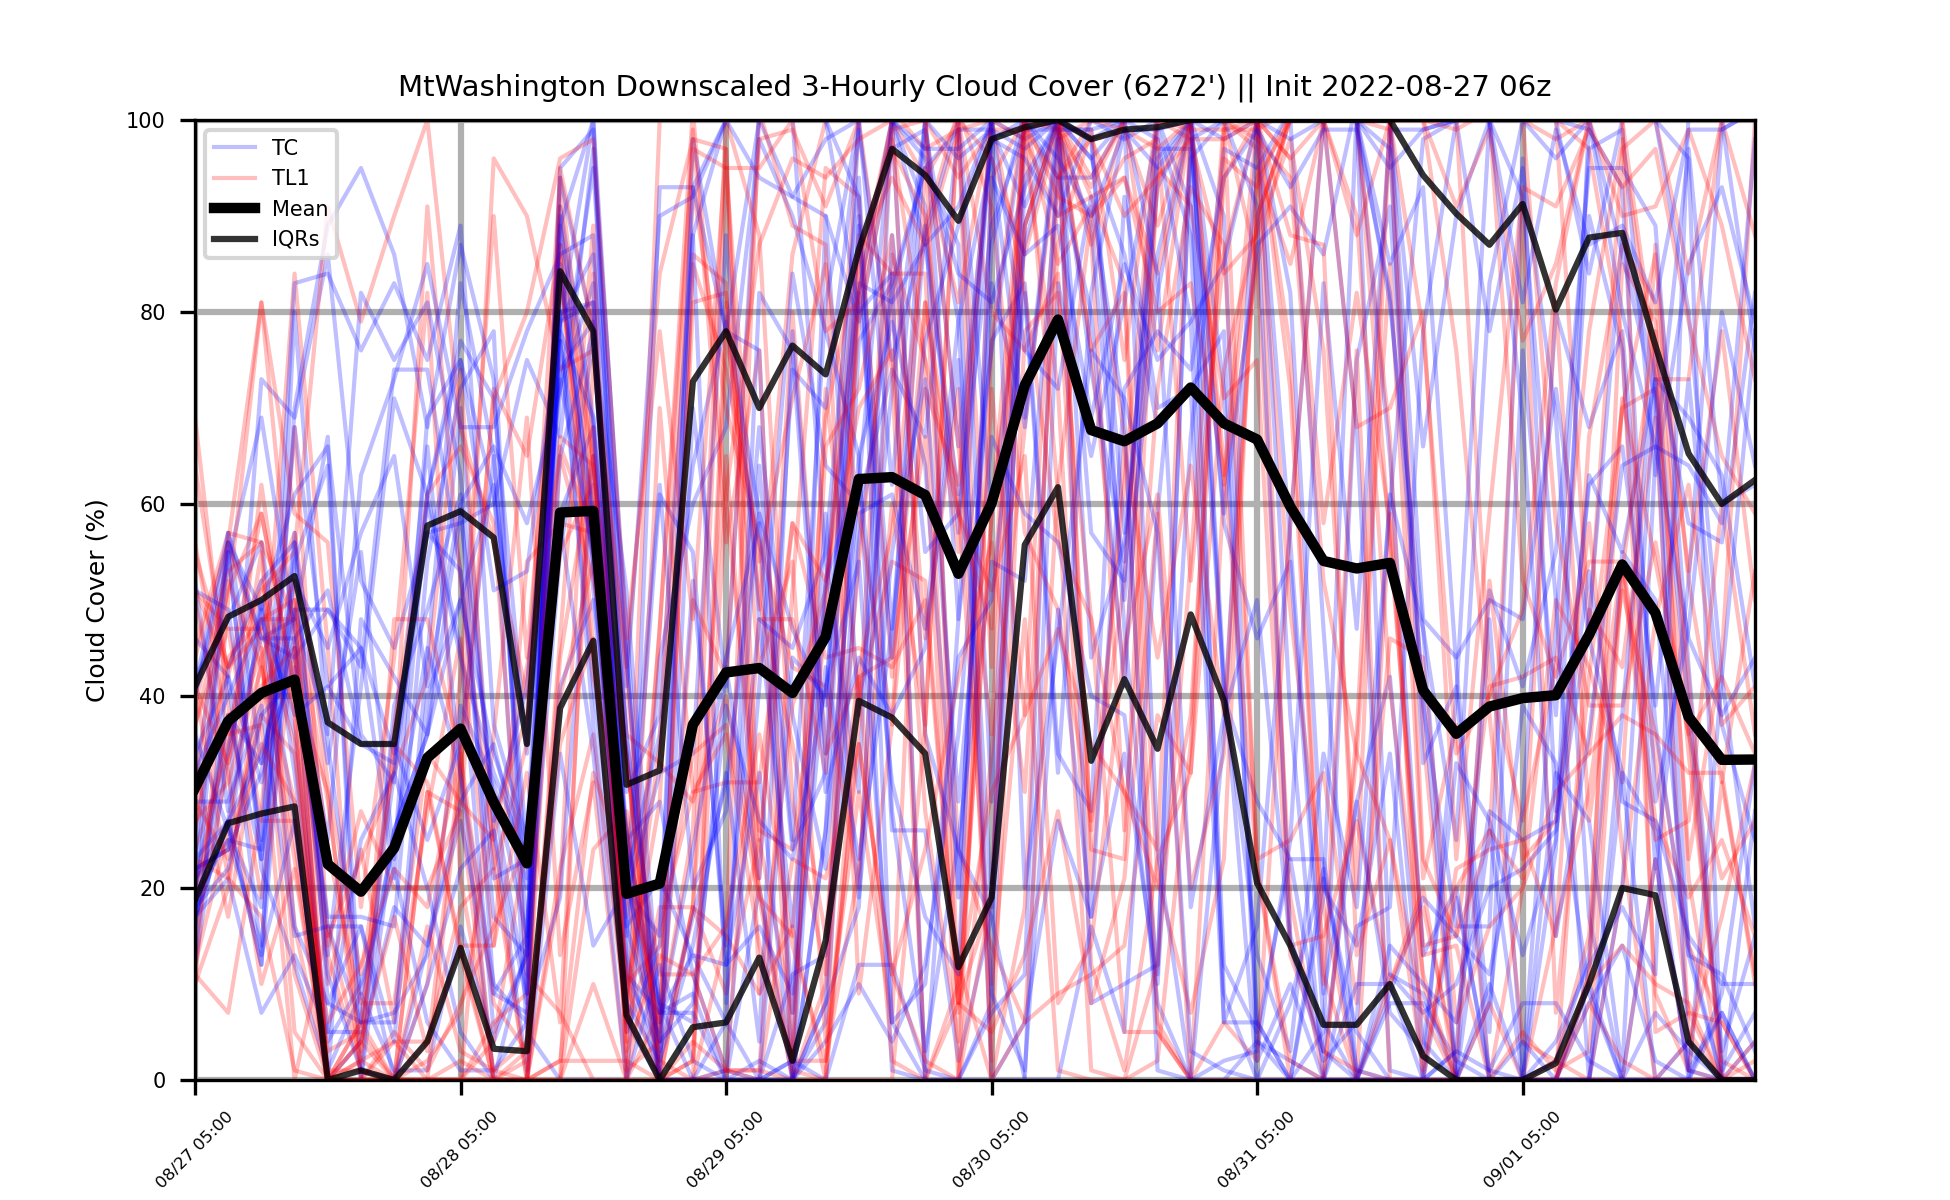 MtWashington Downscaled 3-Hourly Cloud Cover (6272') || Init 2022-08-27 06z
TC
TL1
Mean
IQRs
Cloud Cover (%)
100
80
60
40
20
0
08/27 05:00
08/28 05:00
08/29 05:00
08/30 05:00
08/31 05:00
09/01 05:00